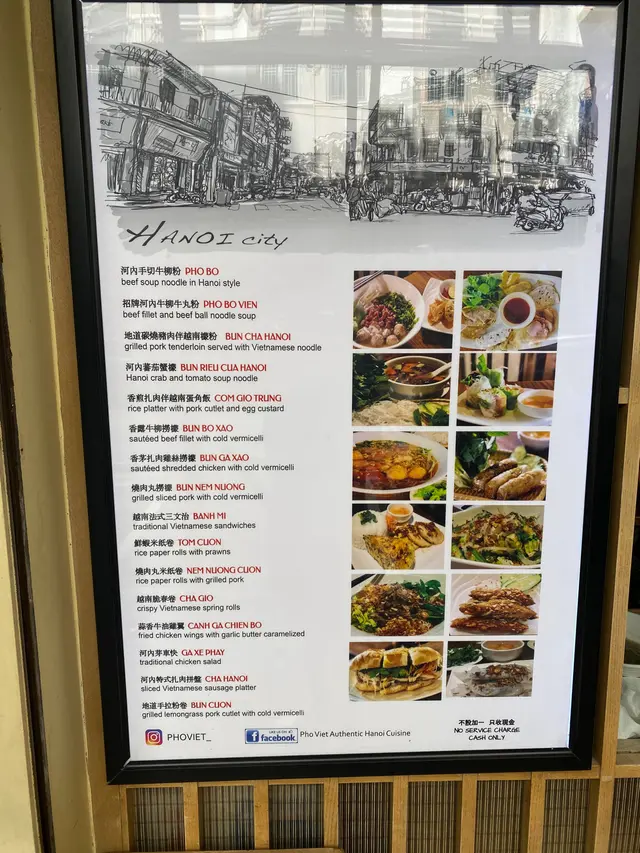 HANOI city
河內手切牛柳粉 PHO BO
beef soup noodle in Hanoi style
招牌河內牛柳牛丸粉 PHO BO VIEN
beef fillet and beef ball noodle soup
地道碳燒豬肉伴越南檬粉 BUN CHA HANOI
grilled pork tenderloin served with Vietnamese noodle
河內蕃茄蟹檬 BUN RIEU CUA HANOI
Hanoi crab and tomato soup noodle
香煎扎肉伴越南蛋角飯 COM GIO TRUNG
rice platter with pork cutlet and egg custard
香茜牛柳撈檬 BUN BO XAO
sautéed beef fillet with cold vermicelli
香茅扎肉雞絲撈檬 BUN GA XAO
sautéed shredded chicken with cold vermicelli
燒肉丸撈檬 BUN NEM NUONG
grilled sliced pork with cold vermicelli
越南法式三文治 BANH MI
traditional Vietnamese sandwiches
鮮蝦米纸卷 TOM CUON
rice paper rolls with prawns
燒肉丸米纸卷 NEM NUONG CUON
rice paper rolls with grilled pork
越南脆春卷 CHA GIO
crispy Vietnamese spring rolls
蒜香牛油雞翼 CANH GA CHIEN BO
fried chicken wings with garlic butter caramelized
河內芽車快 GA XE PHAY
traditional chicken salad
河內特式扎肉拼盤 CHA HANOI
sliced Vietnamese sausage platter
地道手拉粉卷 BUN CUON
grilled lemongrass pork cutlet with cold vermicelli
PHOVIET_
facebook Pho Viet Authentic Hanoi Cuisine
不設加一 只收現金
NO SERVICE CHARGE
CASH ONLY